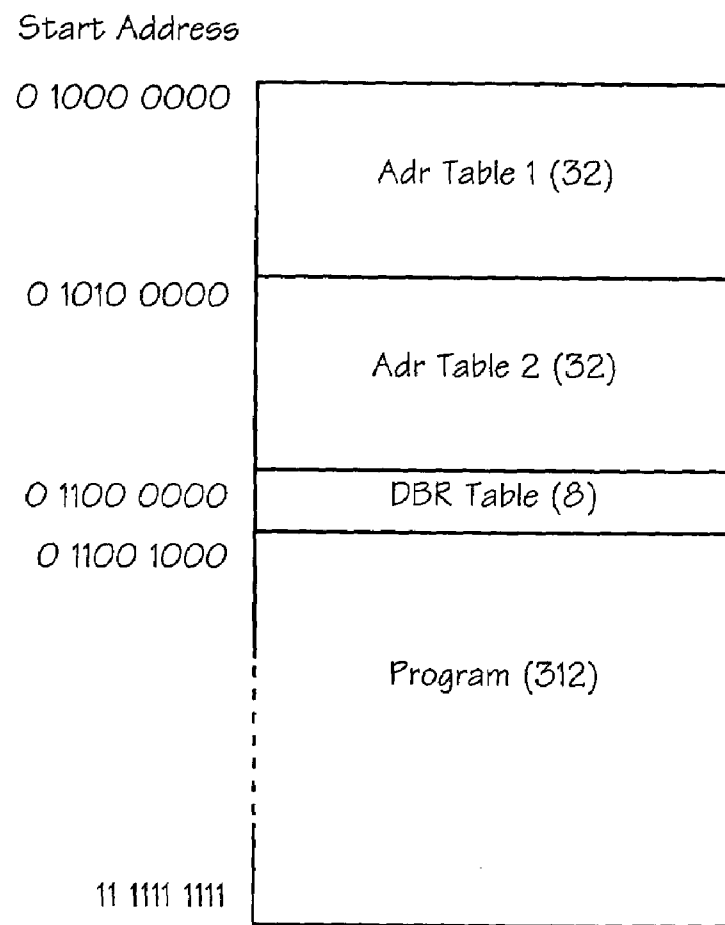 Start Address
0 1000 0000
Adr Table 1 (32)
0 1010 0000
Adr Table 2 (32)
0 1100 0000
DBR Table (8)
0 1100 1000
Program (312)
11 1111 1111